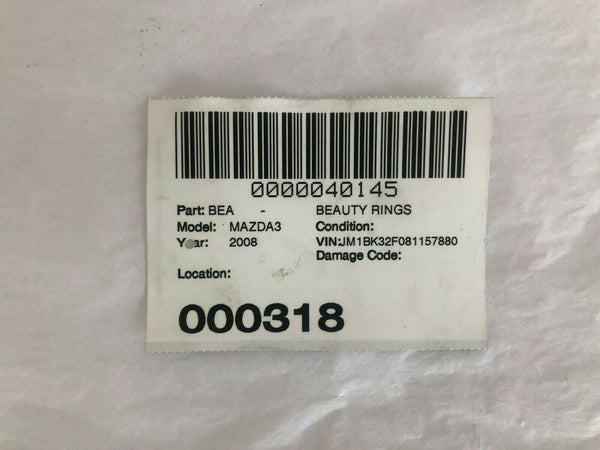 0000040145
Part: BEA - BEAUTY RINGS
Model: MAZDA3 Condition:
Year: 2008 VIN:JM1BK32F081157880
Damage Code:
Location:
000318